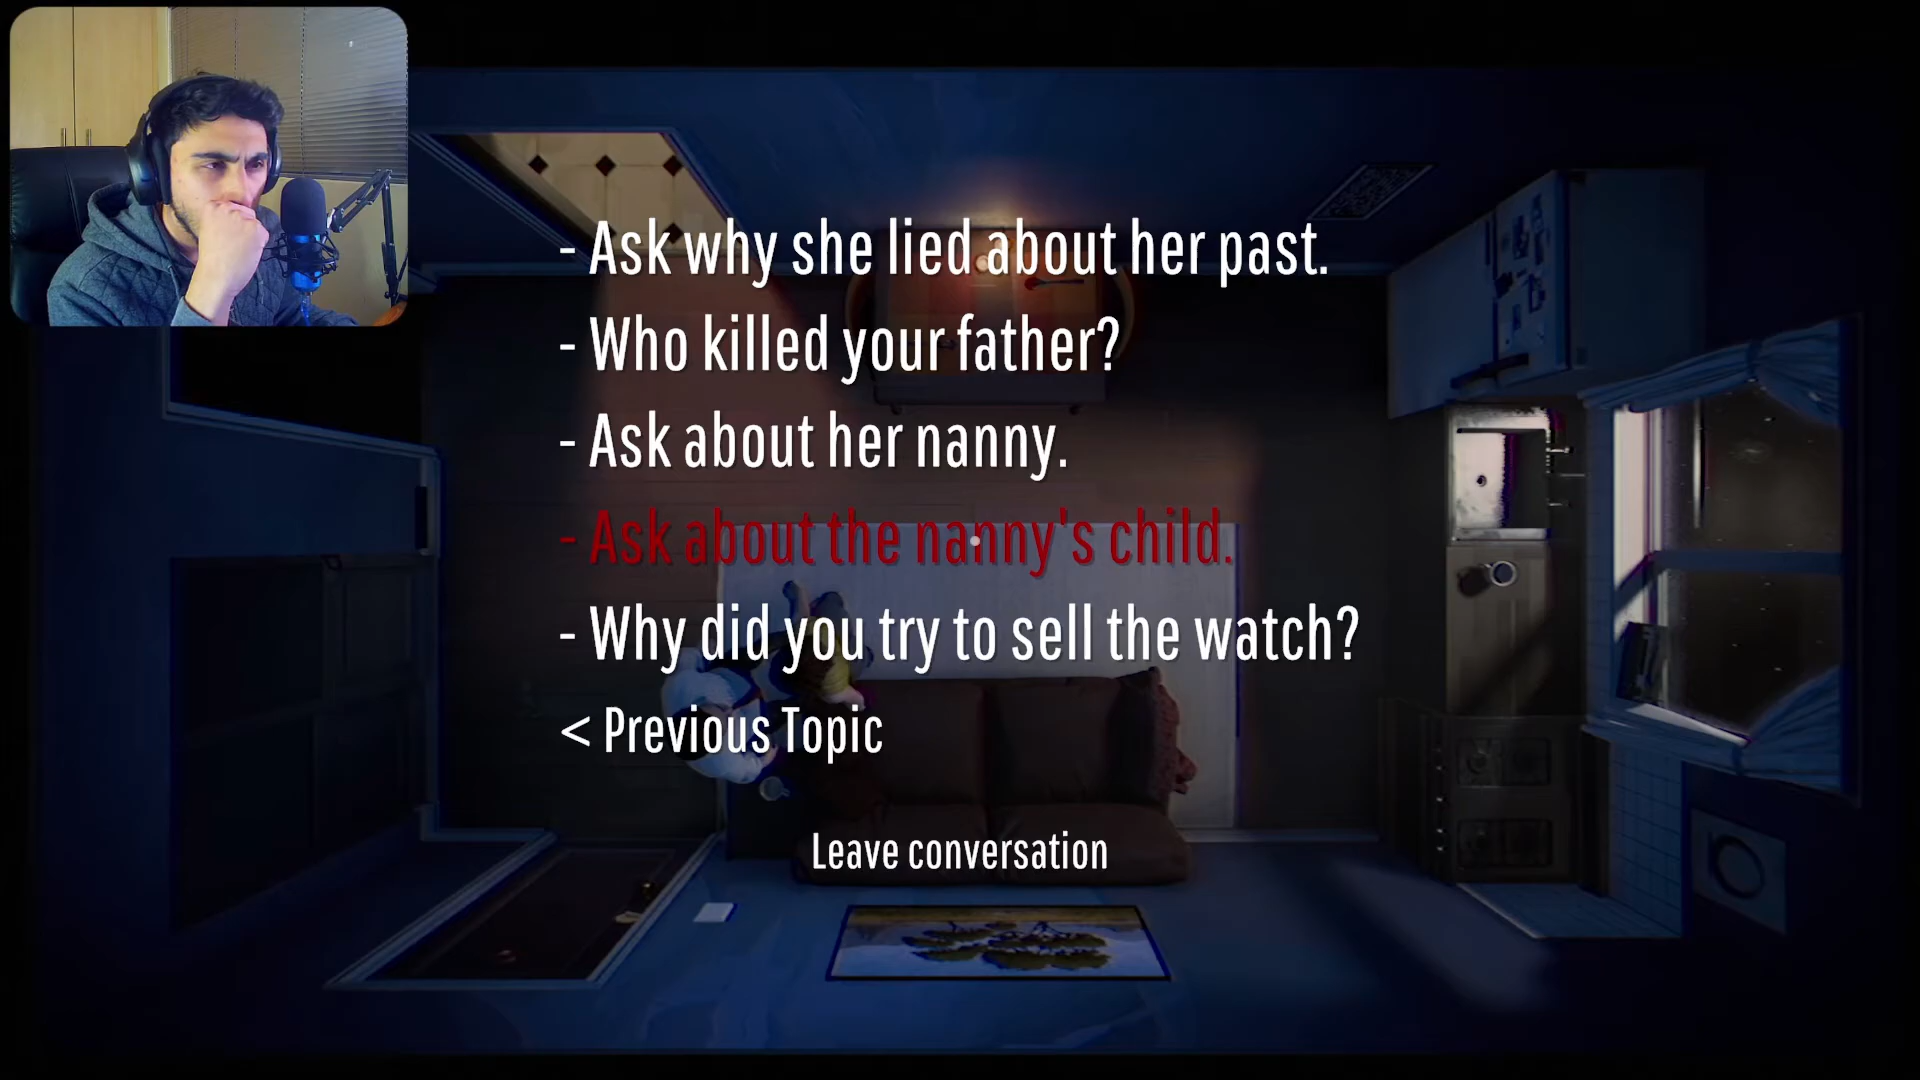 - Ask why she lied about her past.
- Who killed your father?
- Ask about her nanny.
- Ask about the nanny's child.
- Why did you try to sell the watch?
< Previous Topic
Leave conversation